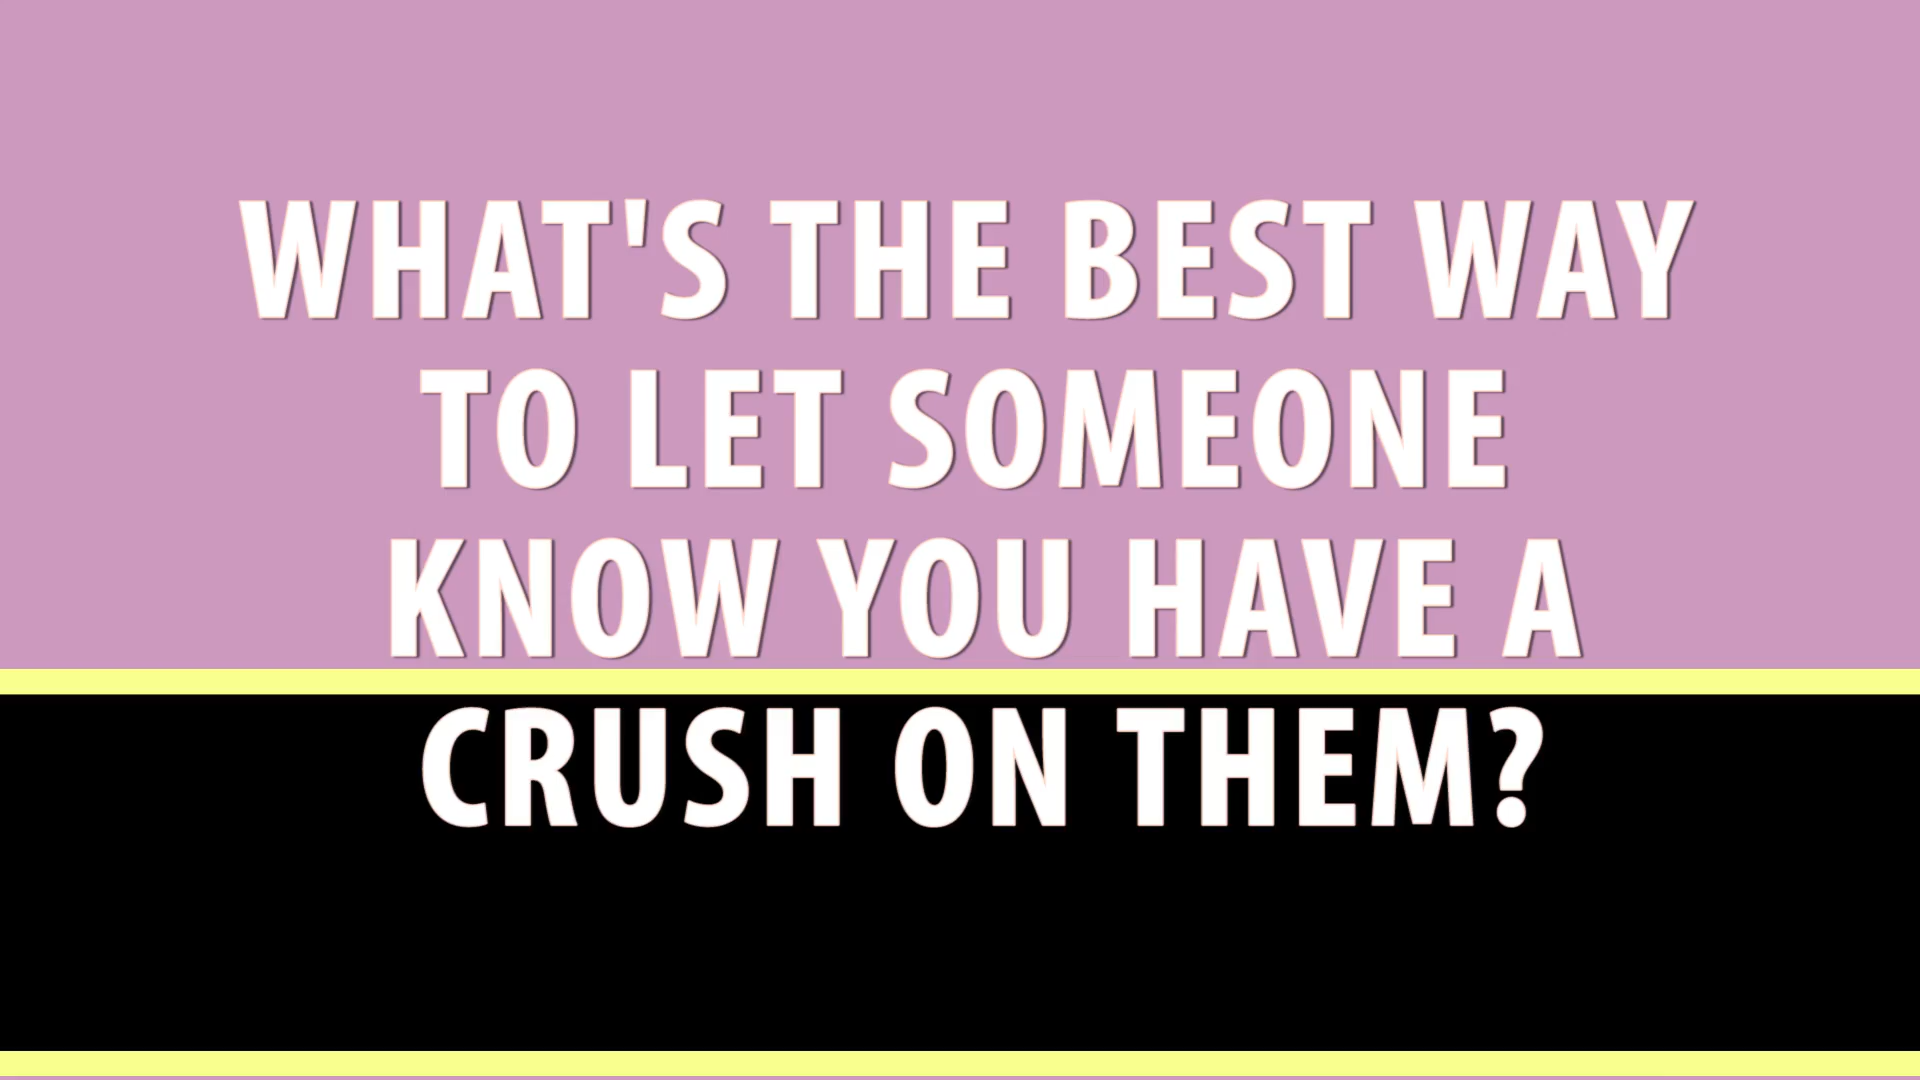 WHAT'S THE BEST WAY
TO LET SOMEONE
KNOW YOU HAVE A
CRUSH ON THEM?